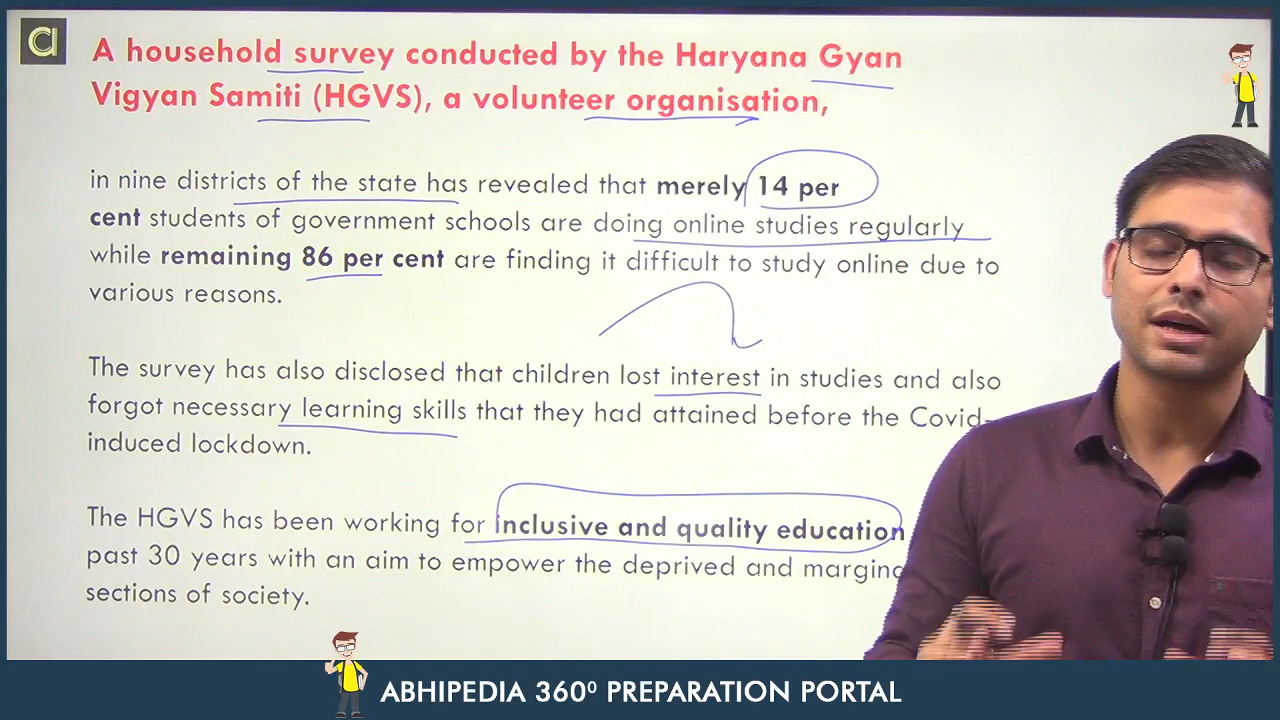 a
A household survey conducted by the Haryana Gyan
Vigyan Samiti (HGVS), a volunteer organisation,
in nine districts of the state has revealed that merely 14 per
cent students of government schools are doing online studies regularly
while remaining 86 per cent are finding it difficult to study online due to
various reasons.
The survey has also disclosed that children lost interest in studies and also
forgot necessary learning skills that they had attained before the Covid-
induced lockdown.
The HGVS has been working for inclusive and quality education
past 30 years with an aim to empower the deprived and
sections of society.
ABHIPEDIA 360⁰ PREPARATION PORTAL